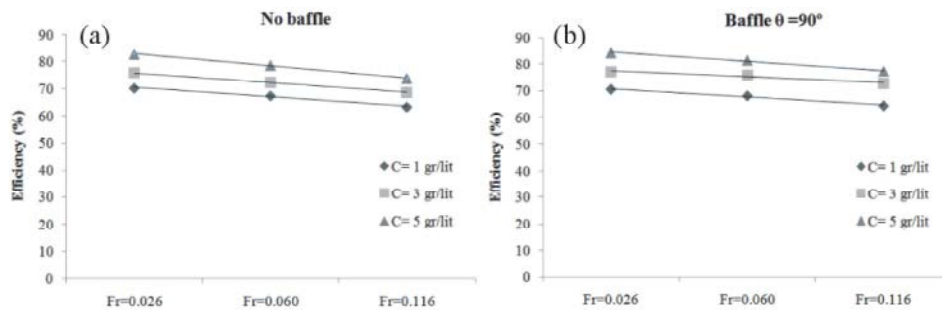 (a)
No baffle
Efficiency (%)
90
80
70
60
50
40
30
20
10
0
C= 1 gr/lit
C= 3 gr/lit
C= 5 gr/lit
Fr=0.026
Fr=0.060
Fr=0.116
(b)
Baffle θ =90°
Efficiency (%)
90
80
70
60
50
40
30
20
10
0
C= 1 gr/lit
C= 3 gr/lit
C= 5 gr/lit
Fr=0.026
Fr=0.060
Fr=0.116